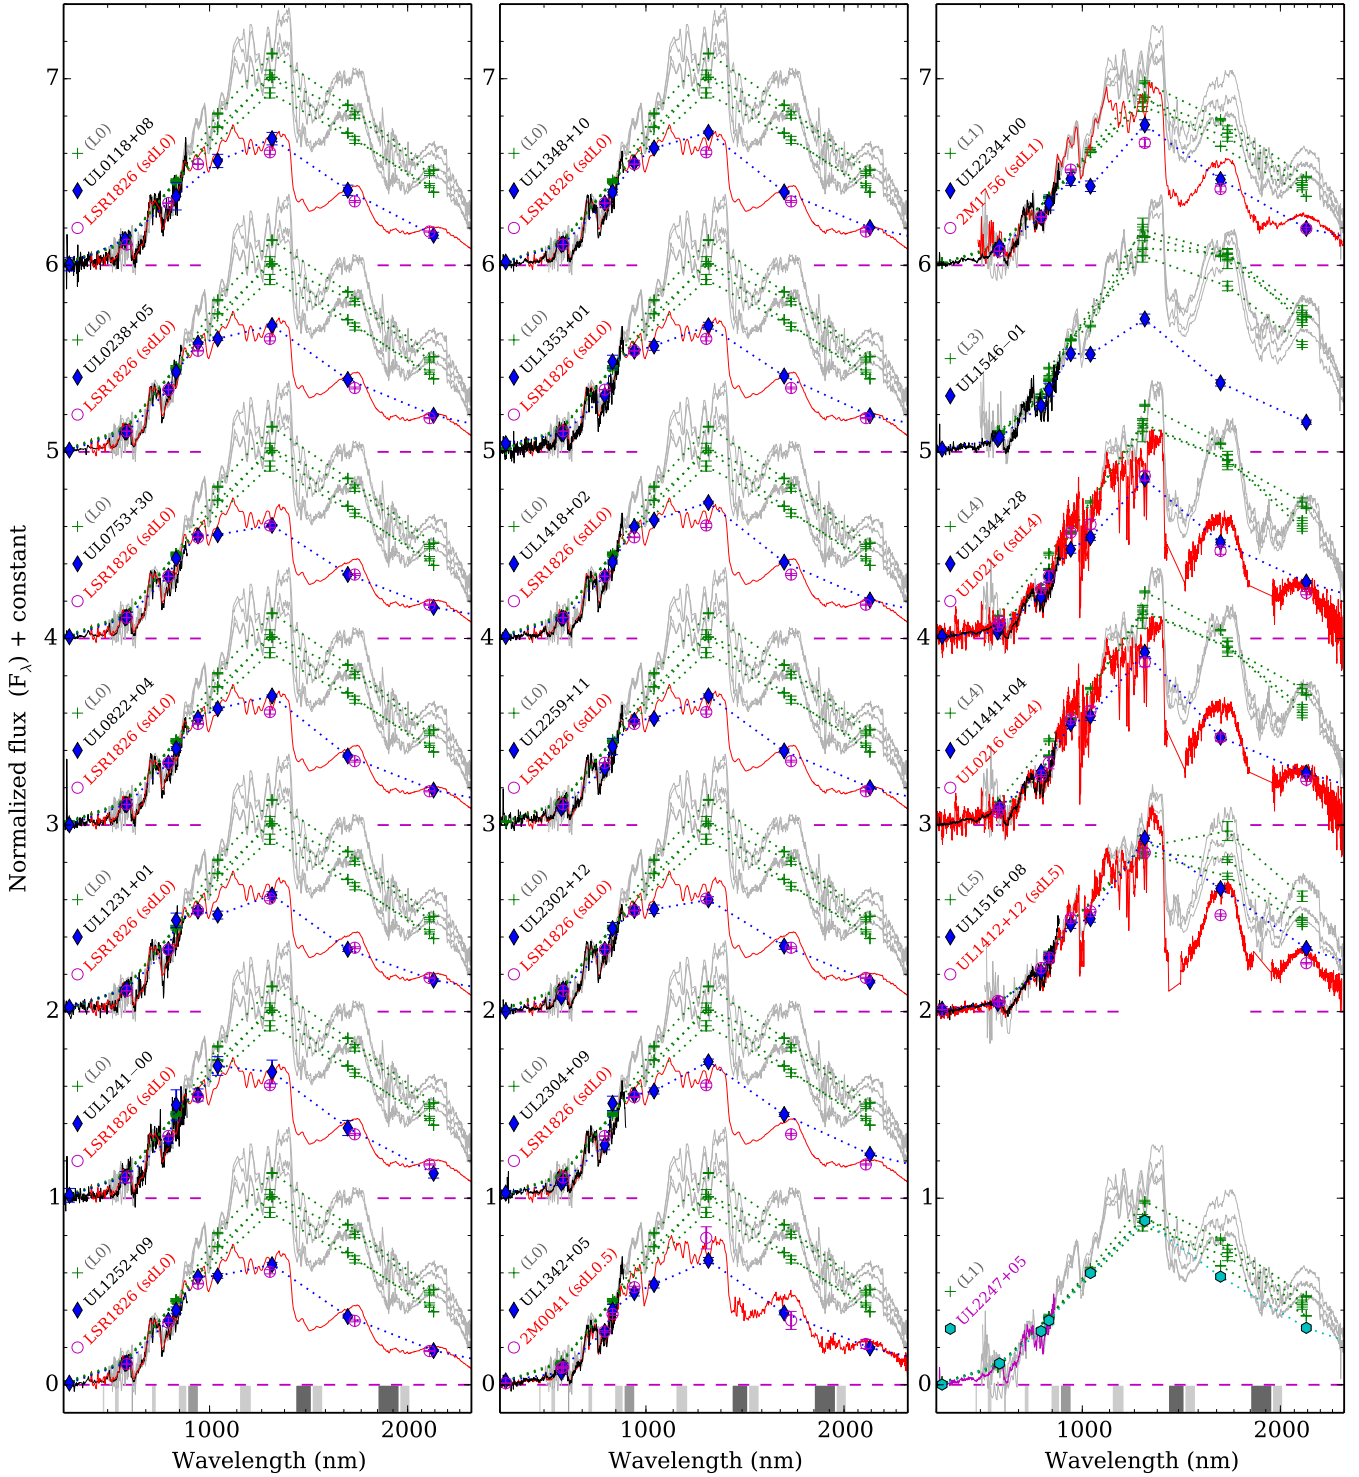 Normalized flux (Fλ) + constant
7
6
5
4
3
2
1
0
(L0)
UL0118+08
LSR1826 (sdL0)
(L0)
UL0238+05
LSR1826 (sdL0)
(L0)
UL0753+30
LSR1826 (sdL0)
(L0)
UL0822+04
LSR1826 (sdL0)
(L0)
UL1231+01
LSR1826 (sdL0)
(L0)
UL1241−00
LSR1826 (sdL0)
(L0)
UL1252+09
LSR1826 (sdL0)
1000
2000
Wavelength (nm)
7
6
5
4
3
2
1
0
(L0)
UL1348+10
LSR1826 (sdL0)
(L0)
UL1353+01
LSR1826 (sdL0)
(L0)
UL1418+02
LSR1826 (sdL0)
(L0)
UL2259+11
LSR1826 (sdL0)
(L0)
UL2302+12
LSR1826 (sdL0)
(L0)
UL2304+09
LSR1826 (sdL0)
(L0)
UL1342+05
2M0041 (sdL0.5)
1000
2000
Wavelength (nm)
7
6
5
4
3
2
1
0
(L1)
UL2234+00
2M1756 (sdL1)
(L3)
UL1546−01
(L4)
UL1344+28
UL0216 (sdL4)
(L4)
UL1441+04
UL0216 (sdL4)
(L5)
UL1516+08
UL1412+12 (sdL5)
(L1)
UL2247+05
1000
2000
Wavelength (nm)